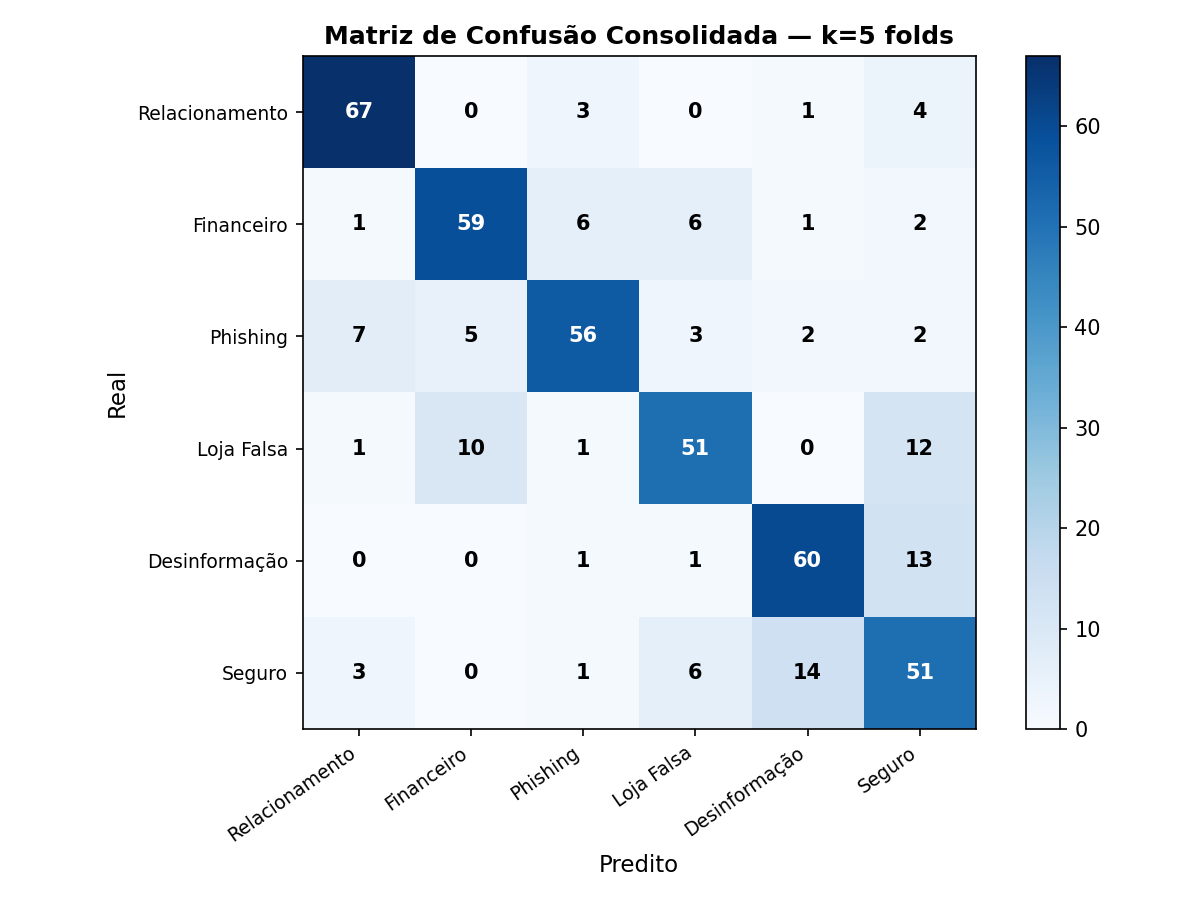 Matriz de Confusão Consolidada — k=5 folds
Relacionamento 67 0 3 0 1 4
Financeiro 1 59 6 6 1 2
Phishing 7 5 56 3 2 2
Loja Falsa 1 10 1 51 0 12
Desinformação 0 0 1 1 60 13
Seguro 3 0 1 6 14 51
Real
Relacionamento Financeiro Phishing Loja Falsa Desinformação Seguro
Predito
60
50
40
30
20
10
0